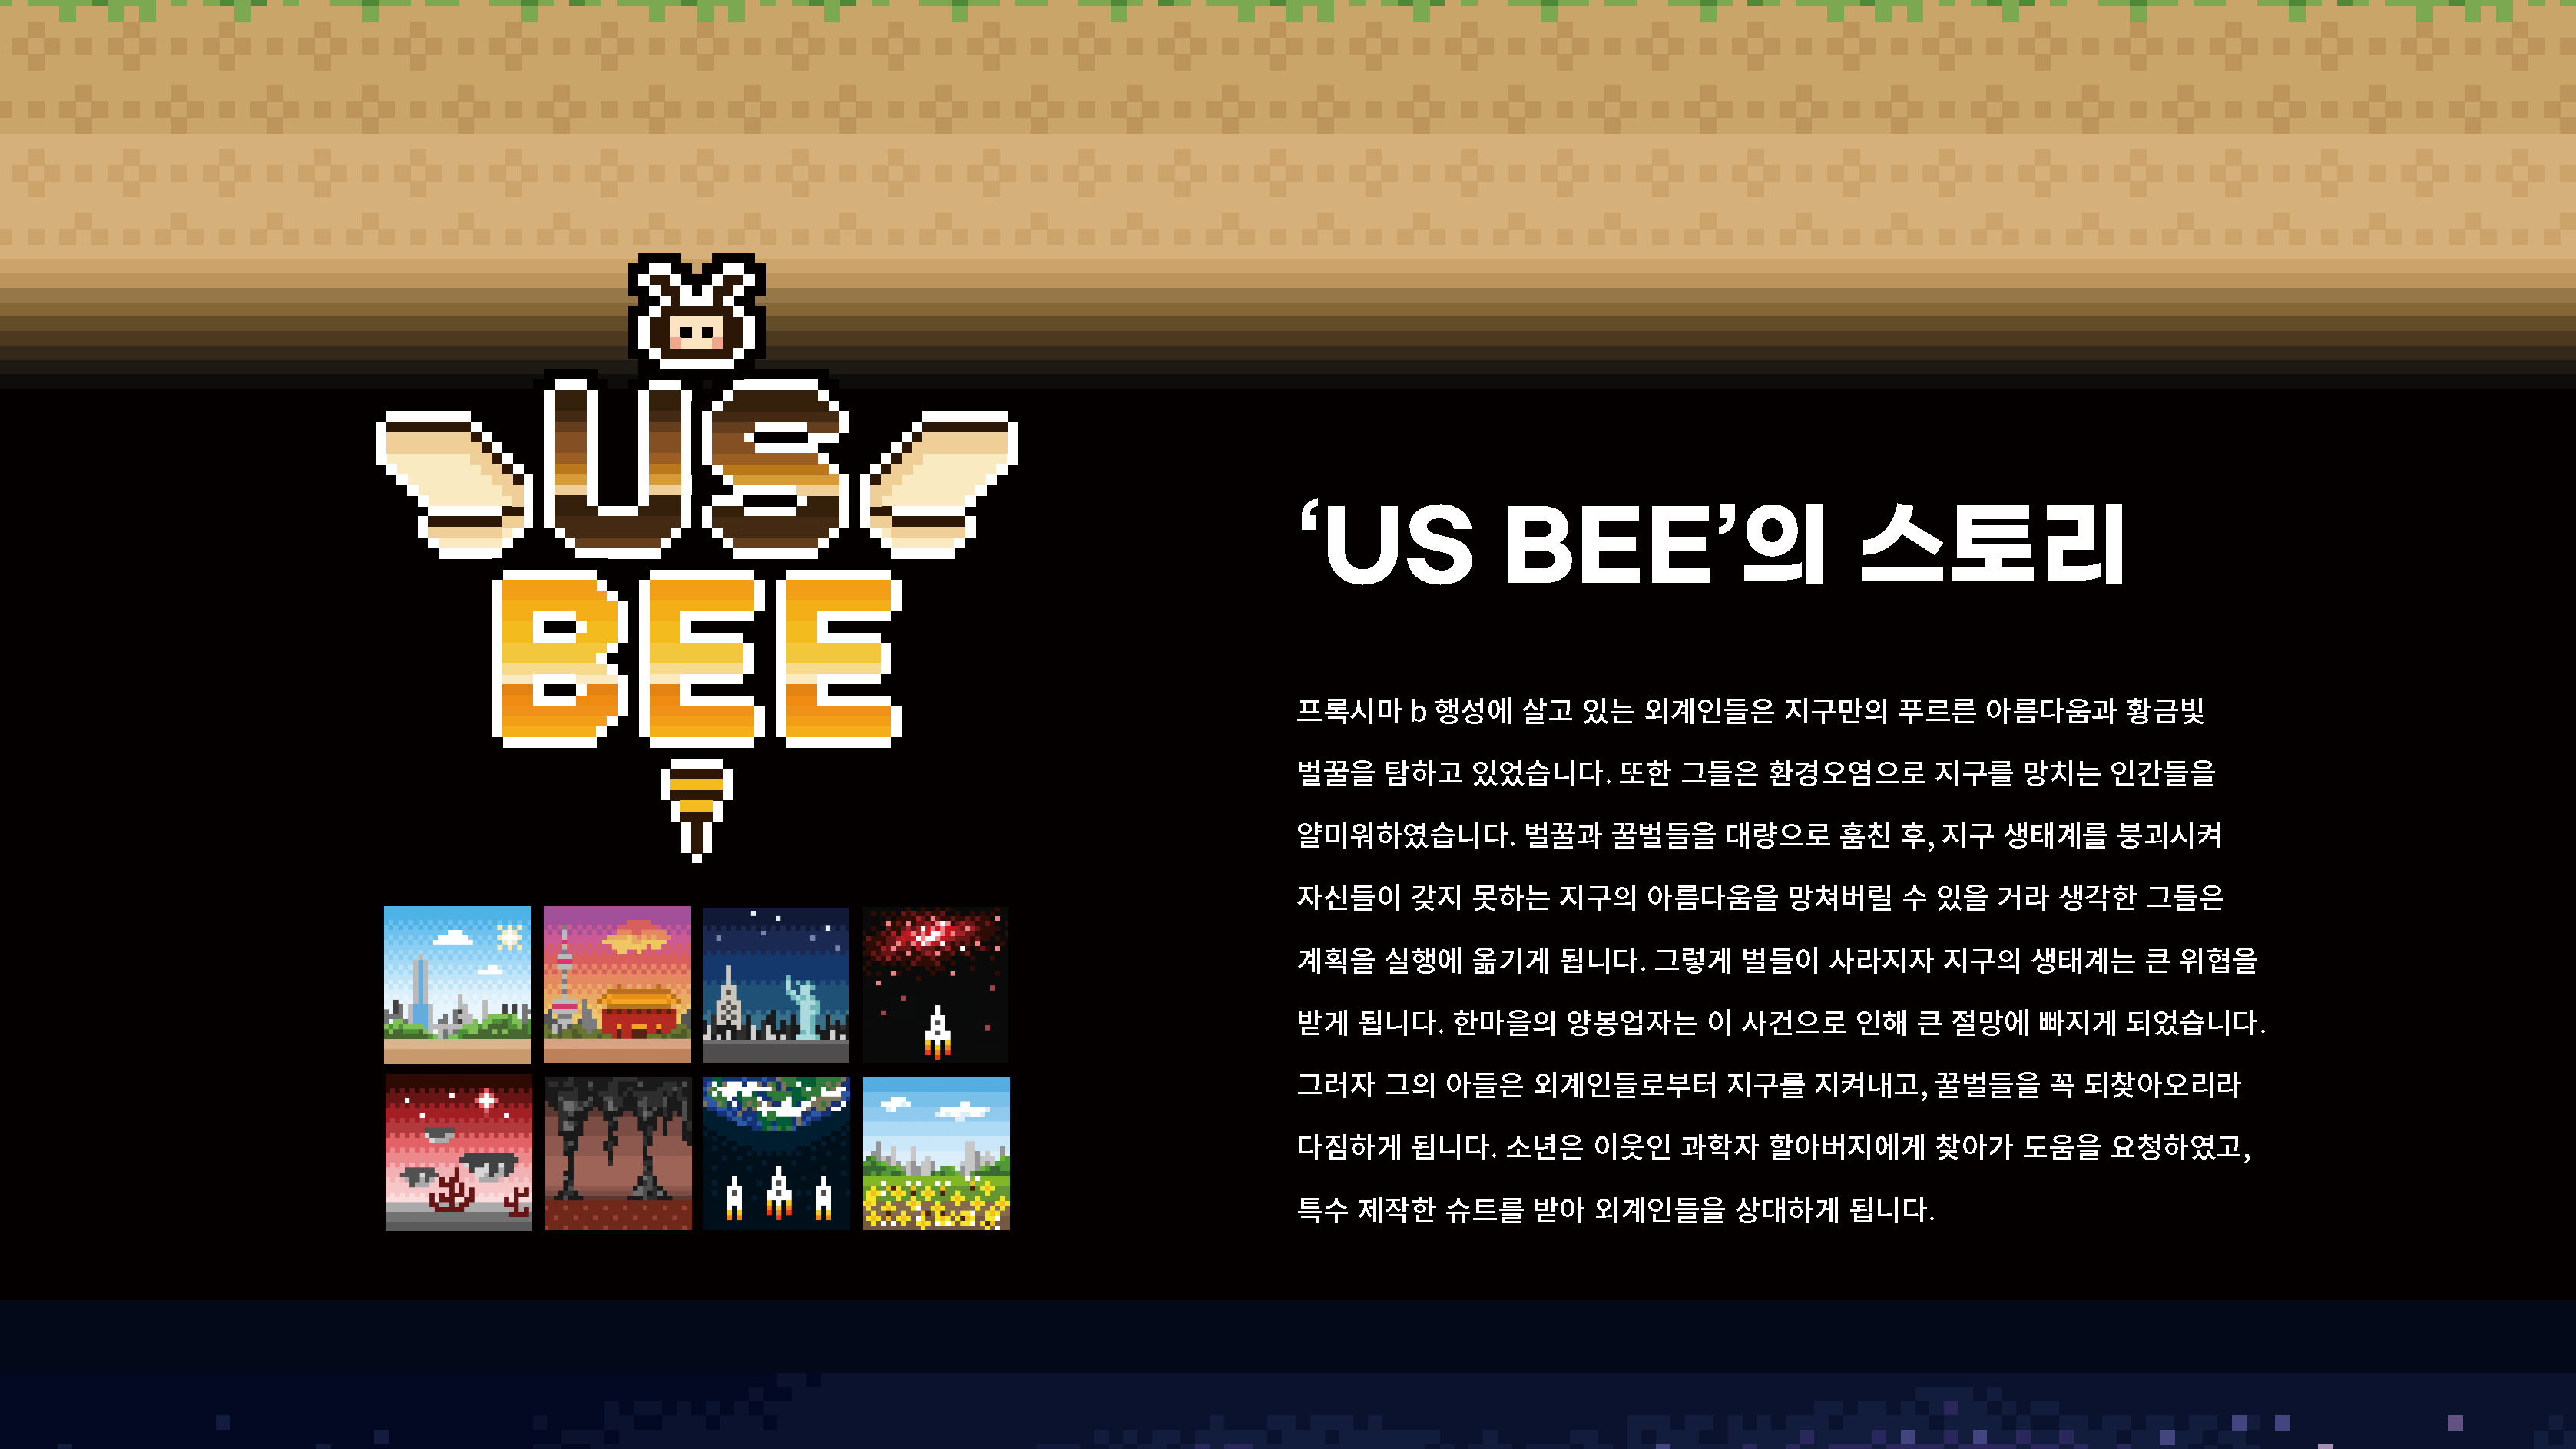 US
BEE
‘US BEE’의 스토리
프록시마 b 행성에 살고 있는 외계인들은 지구만의 푸르른 아름다움과 황금빛
벌꿀을 탐하고 있었습니다. 또한 그들은 환경오염으로 지구를 망치는 인간들을
얄미워하였습니다. 벌꿀과 꿀벌들을 대량으로 훔친 후, 지구 생태계를 붕괴시켜
자신들이 갖지 못하는 지구의 아름다움을 망쳐버릴 수 있을 거라 생각한 그들은
계획을 실행에 옮기게 됩니다. 그렇게 벌들이 사라지자 지구의 생태계는 큰 위협을
받게 됩니다. 한마을의 양봉업자는 이 사건으로 인해 큰 절망에 빠지게 되었습니다.
그러자 그의 아들은 외계인들로부터 지구를 지켜내고, 꿀벌들을 꼭 되찾아오리라
다짐하게 됩니다. 소년은 이웃인 과학자 할아버지에게 찾아가 도움을 요청하였고,
특수 제작한 슈트를 받아 외계인들을 상대하게 됩니다.